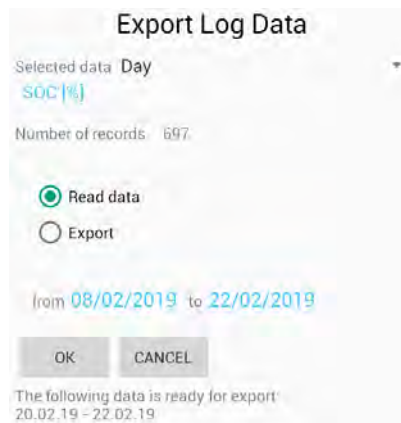 Export Log Data
Selected data Day
SOC [%]
Number of records 697
Read data
Export
from 08/02/2019 to 22/02/2019
OK CANCEL
The following data is ready for export
20.02.19 - 22.02.19